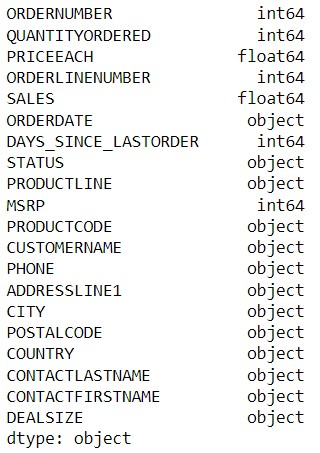 ORDERNUMBER int64
QUANTITYORDERED int64
PRICEEACH float64
ORDERLINENUMBER int64
SALES float64
ORDERDATE object
DAYS_SINCE_LASTORDER int64
STATUS object
PRODUCTLINE object
MSRP int64
PRODUCTCODE object
CUSTOMERNAME object
PHONE object
ADDRESSLINE1 object
CITY object
POSTALCODE object
COUNTRY object
CONTACTLASTNAME object
CONTACTFIRSTNAME object
DEALSIZE object
dtype: object